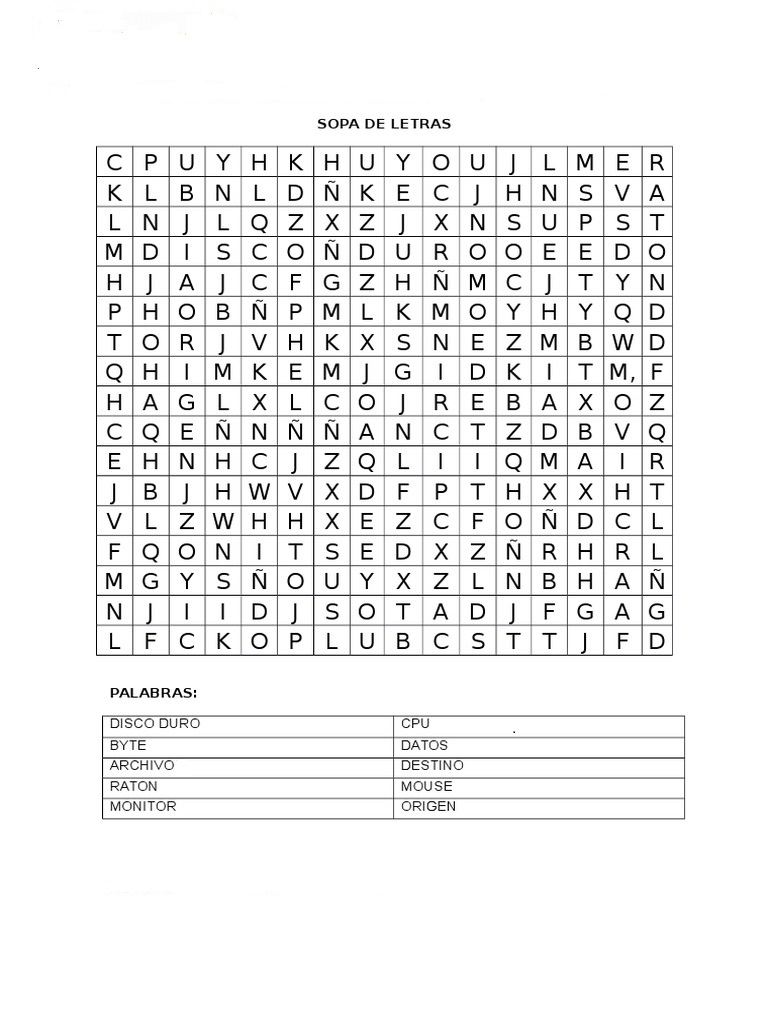 SOPA DE LETRAS
C P U Y H K H U Y O U J L M E R
K L B N L D Ñ K E C J H N S V A
L N J L Q Z X Z J X N S U P S T
M D I S C O Ñ D U R O O E E D O
H J A J C F G Z H Ñ M C J T Y N
P H O B Ñ P M L K M O Y H Y Q D
T O R J V H K X S N E Z M B W D
Q H I M K E M J G I D K I T M, F
H A G L X L C O J R E B A X O Z
C Q E Ñ N Ñ Ñ A N C T Z D B V Q
E H N H C J Z Q L I I Q M A I R
J B J H W V X D F P T H X X H T
V L Z W H H X E Z C F O Ñ D C L
F Q O N I T S E D X Z Ñ R H R L
M G Y S Ñ O U Y X Z L N B H A Ñ
N J I I D J S O T A D J F G A G
L F C K O P L U B C S T T J F D
PALABRAS:
DISCO DURO CPU
BYTE DATOS
ARCHIVO DESTINO
RATON MOUSE
MONITOR ORIGEN